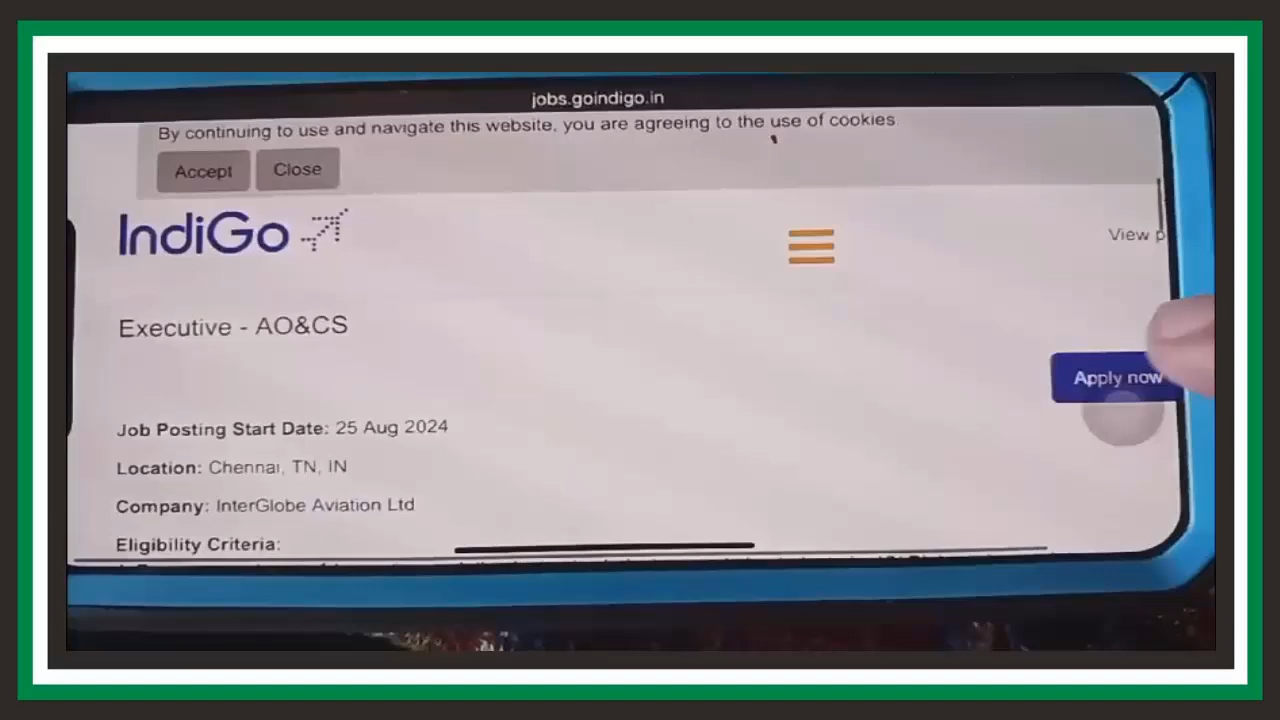 jobs.goindigo.in
By continuing to use and navigate this website, you are agreeing to the use of cookies
Accept Close
IndiGo
View p
Executive - AO&CS
Apply now
Job Posting Start Date: 25 Aug 2024
Location: Chennai, TN, IN
Company: InterGlobe Aviation Ltd
Eligibility Criteria: